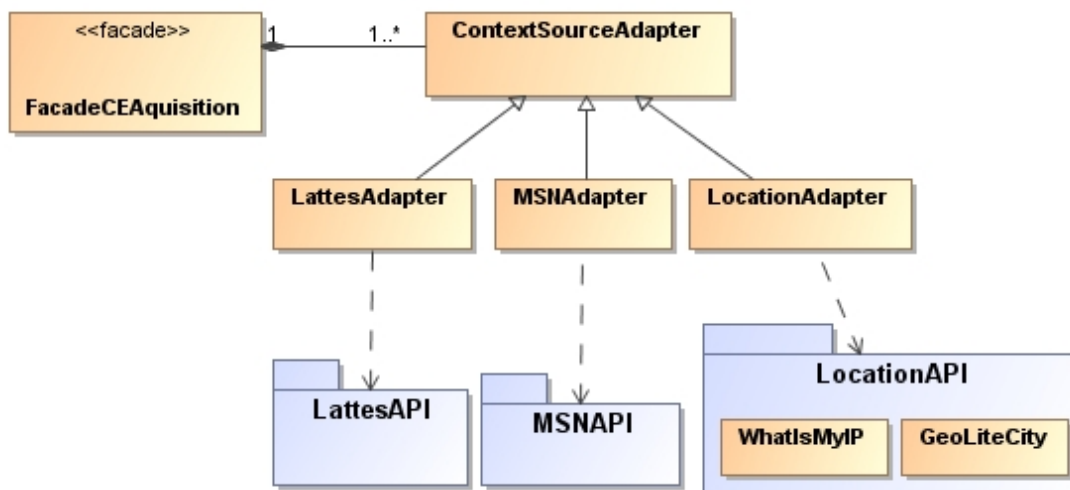 <<facade>>
FacadeCEAquisition
1
1..*
ContextSourceAdapter
LattesAdapter
MSNAdapter
LocationAdapter
LattesAPI
MSNAPI
LocationAPI
WhatIsMyIP
GeoLiteCity